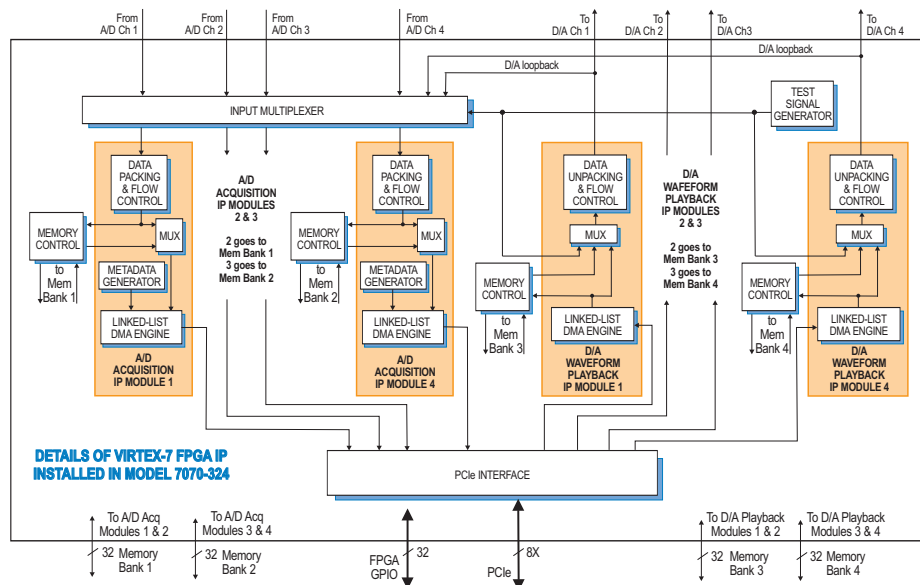 From
A/D Ch 1
From
A/D Ch 2
From
A/D Ch 3
From
A/D Ch 4
To
D/A Ch 1
To
D/A Ch 2
To
D/A Ch3
To
D/A Ch 4
D/A loopback
D/A loopback
INPUT MULTIPLEXER
TEST
SIGNAL
GENERATOR
DATA
PACKING
& FLOW
CONTROL
MEMORY
CONTROL
MUX
to
Mem
Bank 1
METADATA
GENERATOR
LINKED-LIST
DMA ENGINE
A/D
ACQUISITION
IP MODULE 1
A/D
ACQUISITION
IP MODULES
2 & 3
2 goes to
Mem Bank 1
3 goes to
Mem Bank 2
DATA
PACKING
& FLOW
CONTROL
MEMORY
CONTROL
MUX
to
Mem
Bank 2
METADATA
GENERATOR
LINKED-LIST
DMA ENGINE
A/D
ACQUISITION
IP MODULE 4
DATA
UNPACKING
& FLOW
CONTROL
MUX
MEMORY
CONTROL
to
Mem
Bank 3
LINKED-LIST
DMA ENGINE
D/A
WAVEFORM
PLAYBACK
IP MODULE 1
D/A
WAFEFORM
PLAYBACK
IP MODULES
2 & 3
2 goes to
Mem Bank 3
3 goes to
Mem Bank 4
DATA
UNPACKING
& FLOW
CONTROL
MUX
MEMORY
CONTROL
to
Mem
Bank 4
LINKED-LIST
DMA ENGINE
D/A
WAVEFORM
PLAYBACK
IP MODULE 4
DETAILS OF VIRTEX-7 FPGA IP
INSTALLED IN MODEL 7070-324
PCIe INTERFACE
To A/D Acq
Modules 1 & 2
32 Memory
Bank 1
To A/D Acq
Modules 3 & 4
32 Memory
Bank 2
32
FPGA
GPIO
8X
PCIe
To D/A Playback
Modules 1 & 2
32 Memory
Bank 3
To D/A Playback
Modules 3 & 4
32 Memory
Bank 4